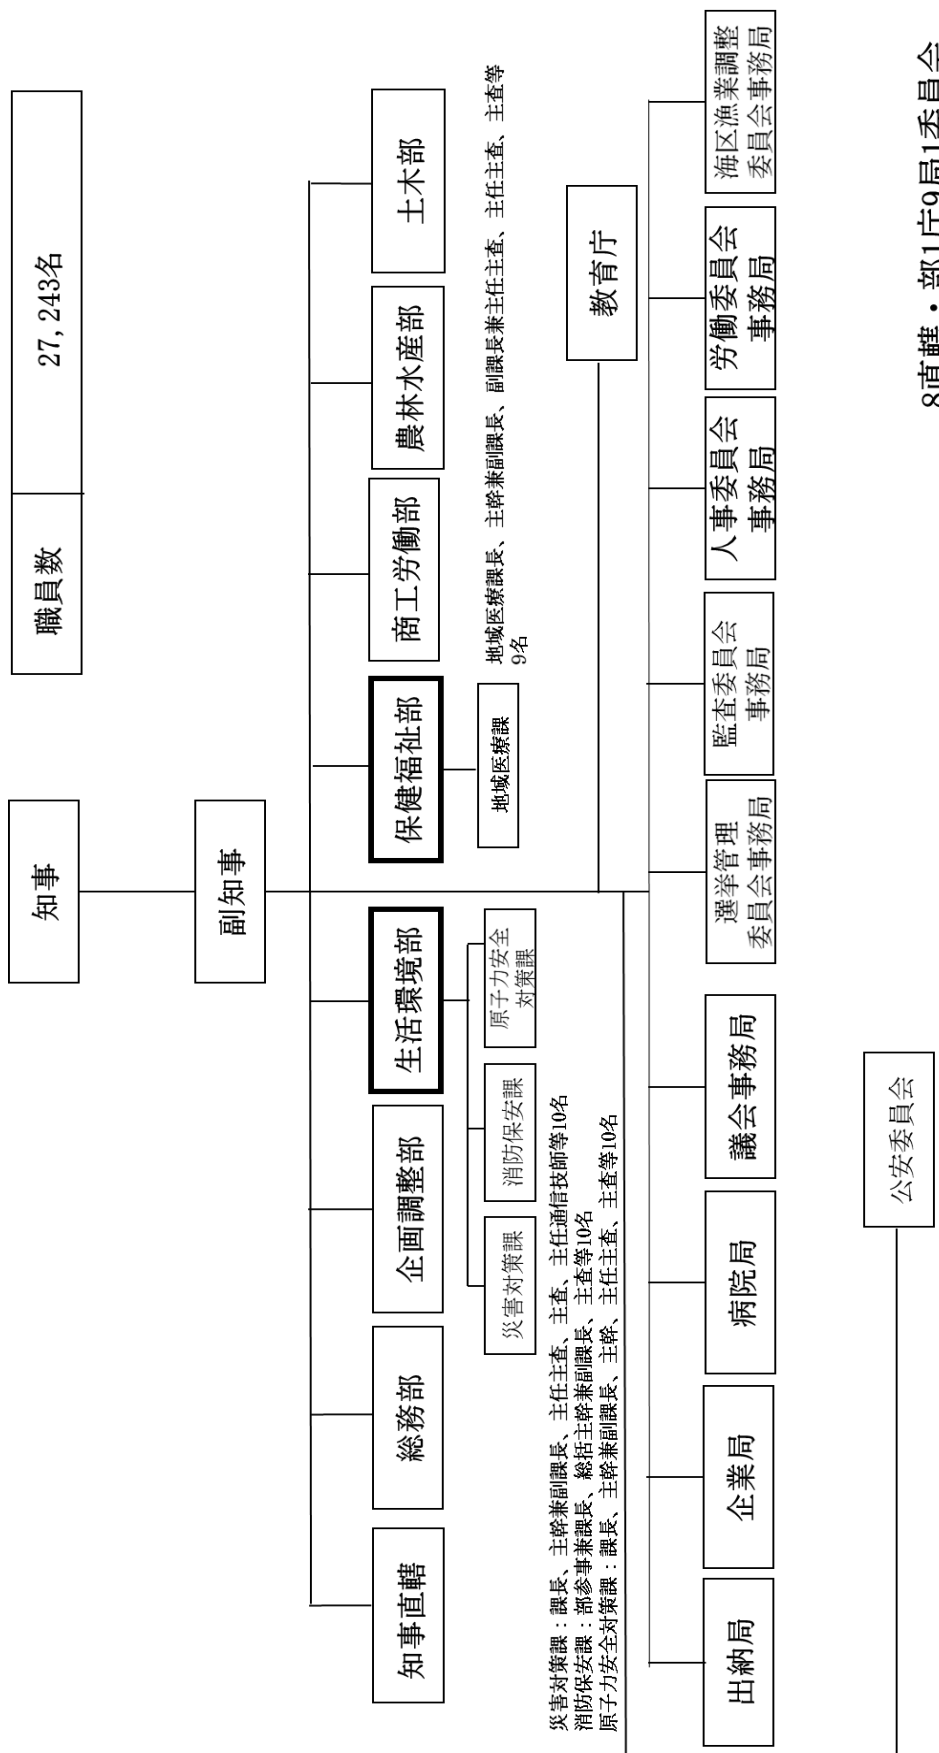 職員数
27,243名
知事
副知事
知事直轄
総務部
企画調整部
生活環境部
保健福祉部
商工労働部
農林水産部
土木部
災害対策課
消防保安課
原子力安全
対策課
地域医療課
地域医療課長、主幹兼副課長、副課長兼主任主査、主任主査、主査等
9名
災害対策課:課長、主幹兼副課長、主任主査、主査、主任通信技師等10名
消防保安課:部参事兼課長、総括主幹兼副課長、主査等10名
原子力安全対策課:課長、主幹兼副課長、主幹、主任主査、主査等10名
教育庁
出納局
企業局
病院局
議会事務局
選挙管理
委員会事務局
監査委員会
事務局
人事委員会
事務局
労働委員会
事務局
海区漁業調整
委員会事務局
公安委員会
8直轄・部1庁9局1委員会